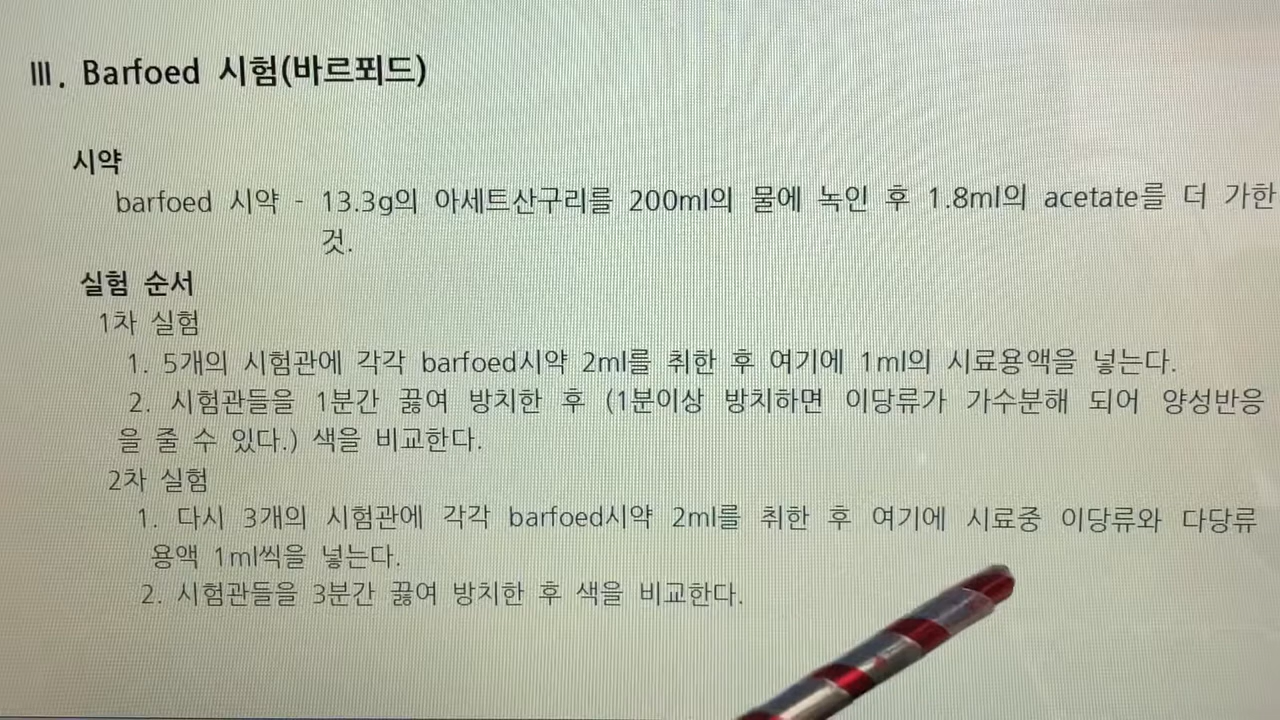 Ⅲ. Barfoed 시험(바르푀드)
시약
barfoed 시약 - 13.3g의 아세트산구리를 200ml의 물에 녹인 후 1.8ml의 acetate를 더 가한
것.
실험 순서
1차 실험
1. 5개의 시험관에 각각 barfoed시약 2ml를 취한 후 여기에 1ml의 시료용액을 넣는다.
2. 시험관들을 1분간 끓여 방치한 후 (1분이상 방치하면 이당류가 가수분해 되어 양성반응
을 줄 수 있다.) 색을 비교한다.
2차 실험
1. 다시 3개의 시험관에 각각 barfoed시약 2ml를 취한 후 여기에 시료중 이당류와 다당류
용액 1ml씩을 넣는다.
2. 시험관들을 3분간 끓여 방치한 후 색을 비교한다.